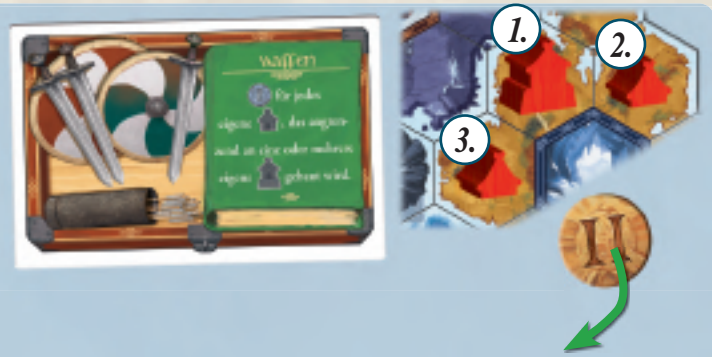 Waffen
für jedes
eigene , das angren-
zend an eine oder mehrere
eigene gebaut wird.
1.
2.
3.
II